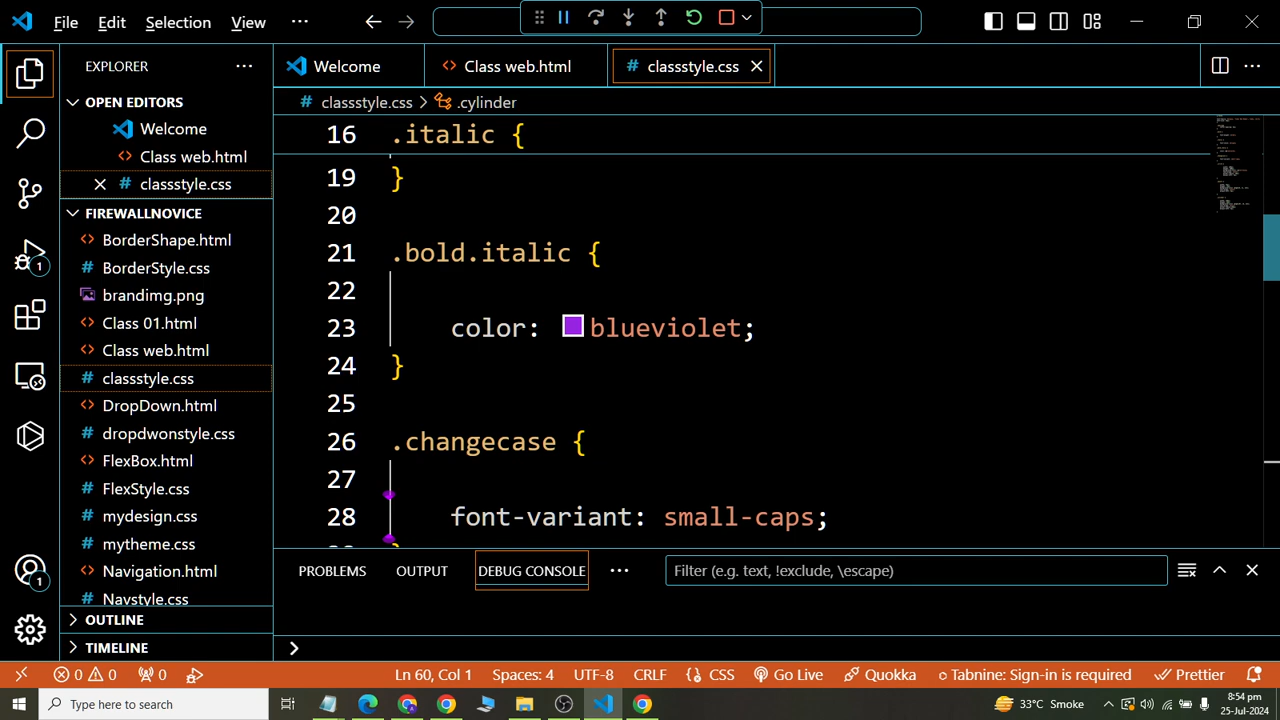 File Edit Selection View ···
Welcome
Class web.html
# classstyle.css
EXPLORER ···
OPEN EDITORS
Welcome
Class web.html
# classstyle.css
FIREWALLNOVICE
BorderShape.html
# BorderStyle.css
brandimg.png
Class 01.html
Class web.html
# classstyle.css
DropDown.html
# dropdwonstyle.css
FlexBox.html
# FlexStyle.css
# mydesign.css
# mytheme.css
Navigation.html
# Navstyle.css
OUTLINE
TIMELINE
# classstyle.css > .cylinder
16 .italic {
19 }
20
21 .bold.italic {
22
23 color: blueviolet;
24 }
25
26 .changecase {
27
28 font-variant: small-caps;
PROBLEMS OUTPUT DEBUG CONSOLE ··· Filter (e.g. text, !exclude, \escape)
>
1
1
0 0 0 Ln 60, Col 1 Spaces: 4 UTF-8 CRLF {} CSS Go Live Quokka Tabnine: Sign-in is required Prettier
Type here to search
33°C Smoke
8:54 pm
25-Jul-2024